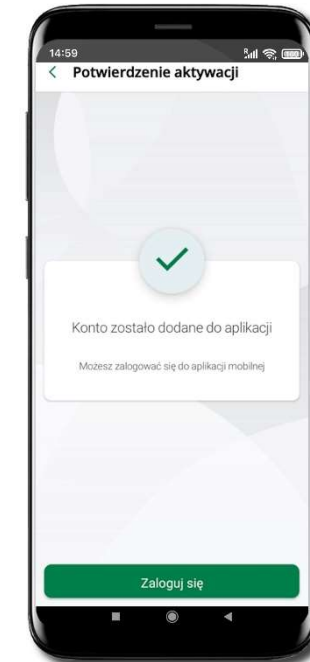 14:59
Potwierdzenie aktywacji
Konto zostało dodane do aplikacji
Możesz zalogować się do aplikacji mobilnej
Zaloguj się